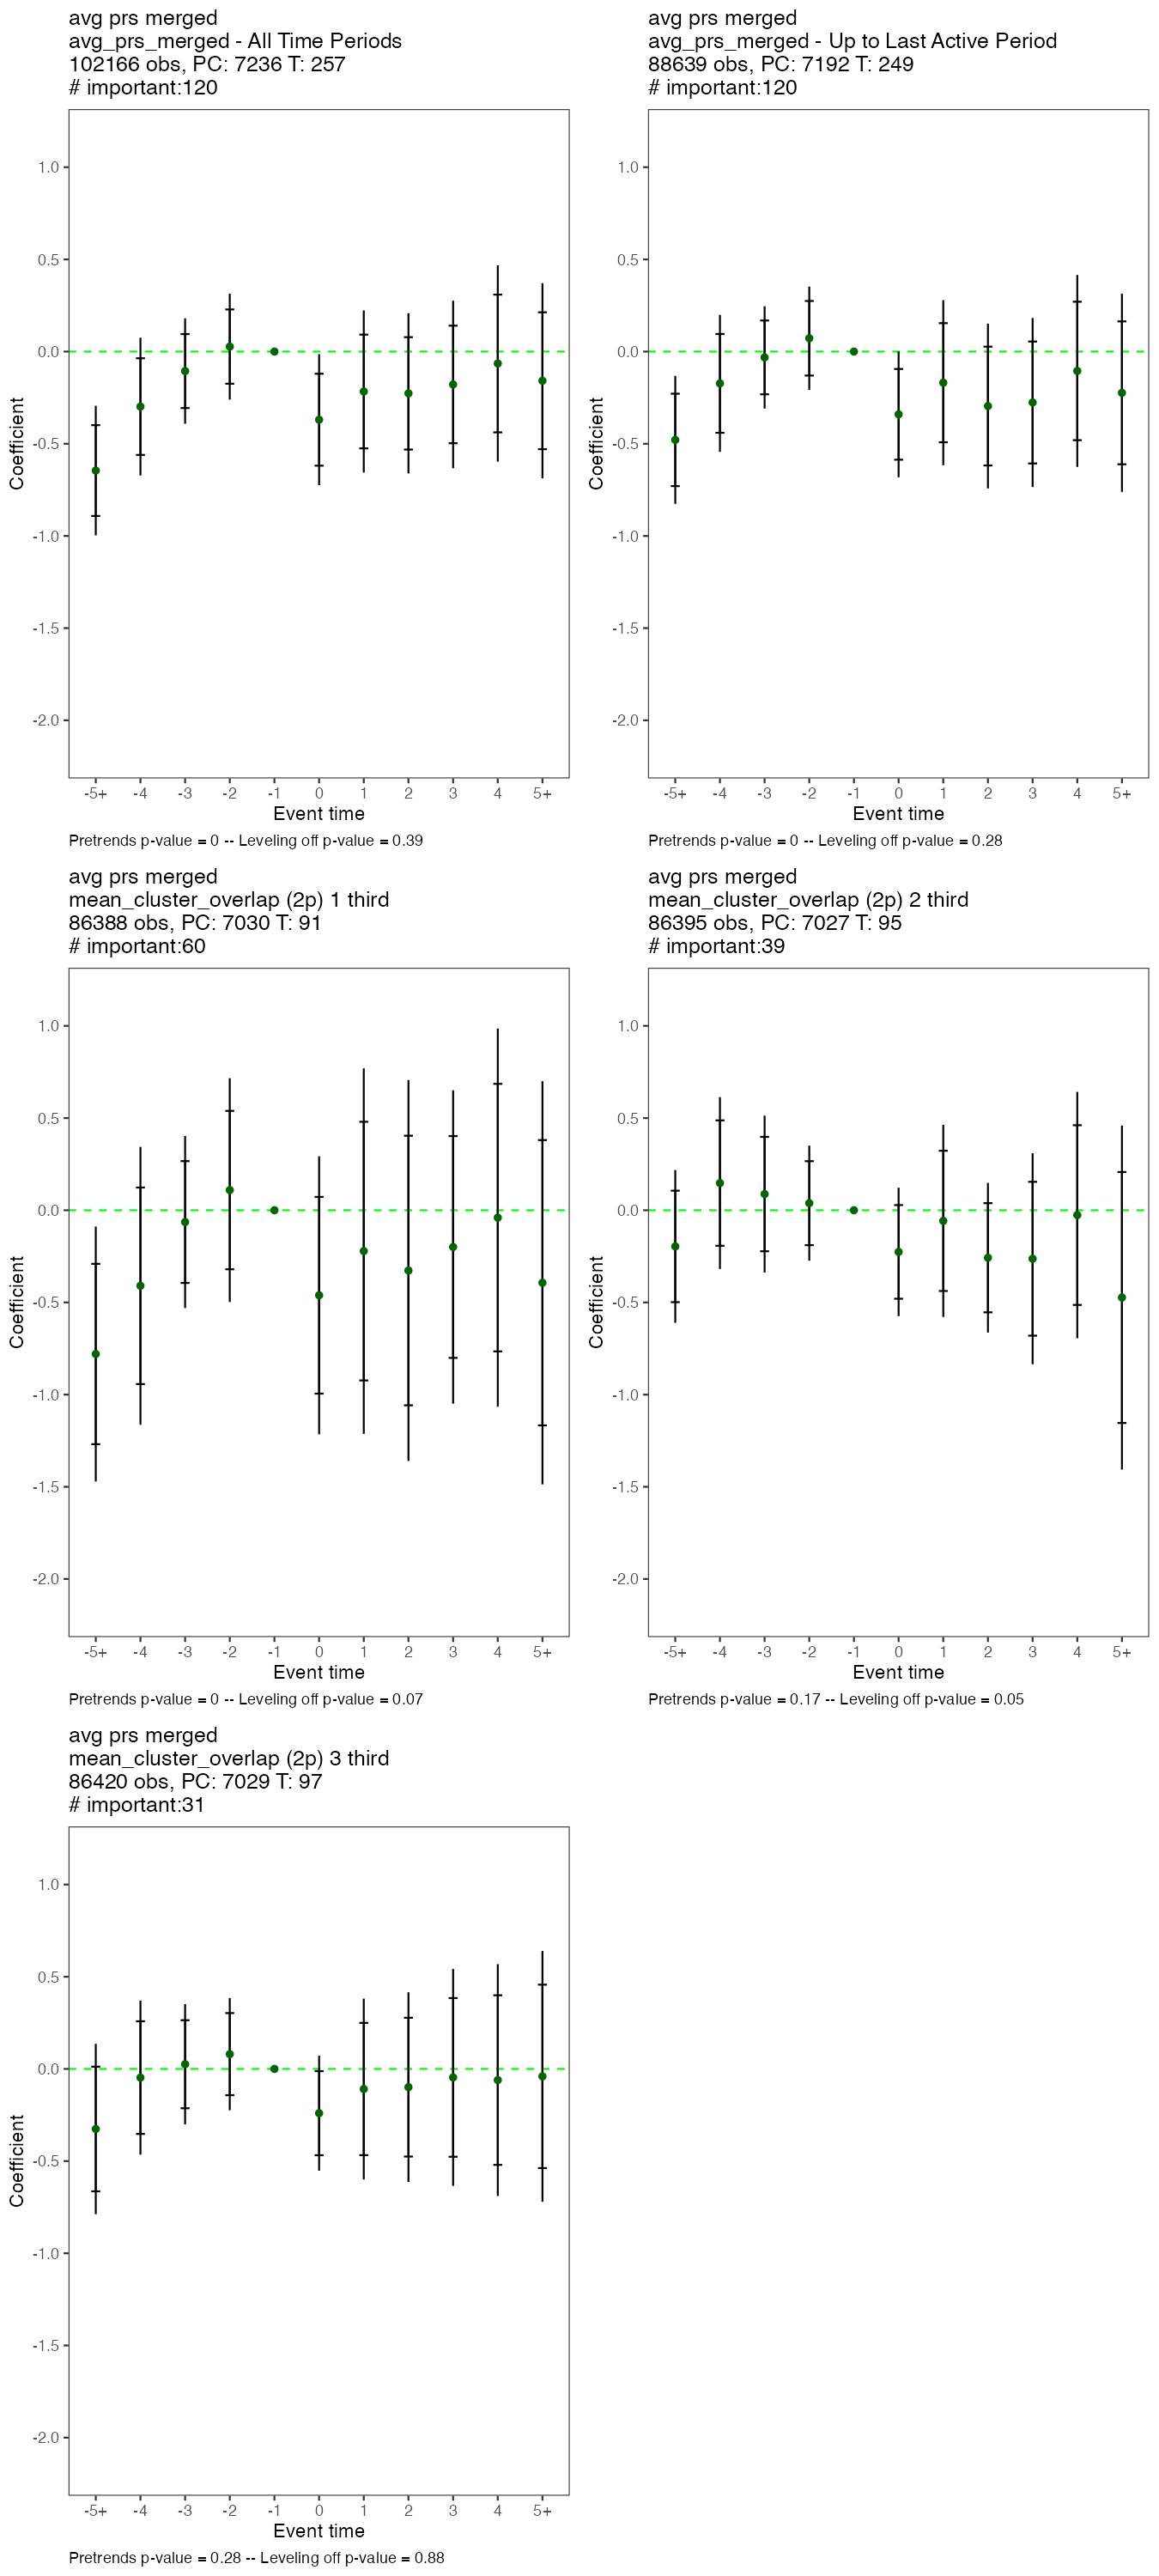 avg prs merged
avg_prs_merged - All Time Periods
102166 obs, PC: 7236 T: 257
# important:120
1.0
0.5
0.0
-0.5
-1.0
-1.5
-2.0
Coefficient
-5+ -4 -3 -2 -1 0 1 2 3 4 5+
Event time
Pretrends p-value = 0 -- Leveling off p-value = 0.39
avg prs merged
avg_prs_merged - Up to Last Active Period
88639 obs, PC: 7192 T: 249
# important:120
1.0
0.5
0.0
-0.5
-1.0
-1.5
-2.0
Coefficient
-5+ -4 -3 -2 -1 0 1 2 3 4 5+
Event time
Pretrends p-value = 0 -- Leveling off p-value = 0.28
avg prs merged
mean_cluster_overlap (2p) 1 third
86388 obs, PC: 7030 T: 91
# important:60
1.0
0.5
0.0
-0.5
-1.0
-1.5
-2.0
Coefficient
-5+ -4 -3 -2 -1 0 1 2 3 4 5+
Event time
Pretrends p-value = 0 -- Leveling off p-value = 0.07
avg prs merged
mean_cluster_overlap (2p) 2 third
86395 obs, PC: 7027 T: 95
# important:39
1.0
0.5
0.0
-0.5
-1.0
-1.5
-2.0
Coefficient
-5+ -4 -3 -2 -1 0 1 2 3 4 5+
Event time
Pretrends p-value = 0.17 -- Leveling off p-value = 0.05
avg prs merged
mean_cluster_overlap (2p) 3 third
86420 obs, PC: 7029 T: 97
# important:31
1.0
0.5
0.0
-0.5
-1.0
-1.5
-2.0
Coefficient
-5+ -4 -3 -2 -1 0 1 2 3 4 5+
Event time
Pretrends p-value = 0.28 -- Leveling off p-value = 0.88